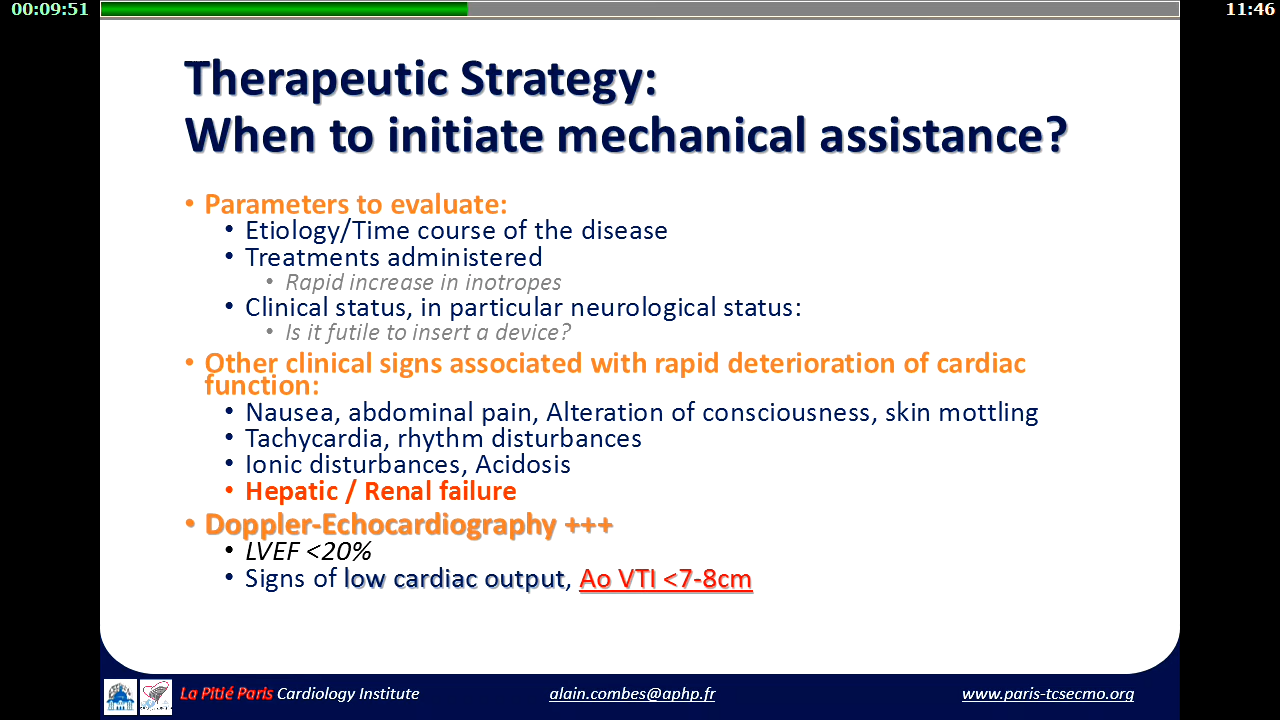 00:09:51
11:46
Therapeutic Strategy:
When to initiate mechanical assistance?
• Parameters to evaluate:
• Etiology/Time course of the disease
• Treatments administered
• Rapid increase in inotropes
• Clinical status, in particular neurological status:
• Is it futile to insert a device?
• Other clinical signs associated with rapid deterioration of cardiac
function:
• Nausea, abdominal pain, Alteration of consciousness, skin mottling
• Tachycardia, rhythm disturbances
• Ionic disturbances, Acidosis
• Hepatic / Renal failure
• Doppler-Echocardiography +++
• LVEF <20%
• Signs of low cardiac output, Ao VTI <7-8cm
La Pitié Paris Cardiology Institute
alain.combes@aphp.fr
www.paris-tcsecmo.org